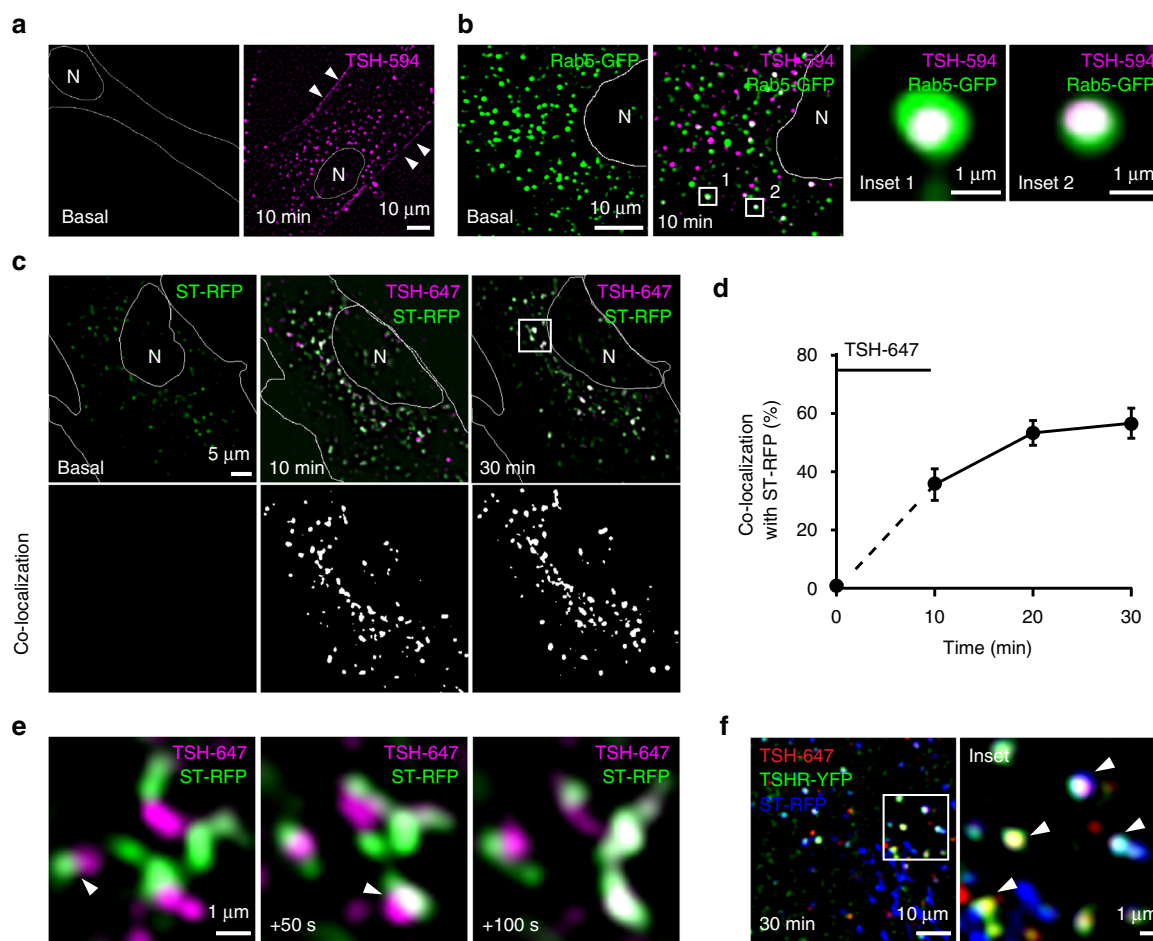 a
N
Basal
TSH-594
N
10 min
10 µm
b
Rab5-GFP
N
Basal
10 µm
TSH-594
Rab5-GFP
N
1
2
10 min
TSH-594
Rab5-GFP
Inset 1
1 µm
TSH-594
Rab5-GFP
Inset 2
1 µm
c
ST-RFP
N
Basal
5 µm
TSH-647
ST-RFP
N
10 min
TSH-647
ST-RFP
N
30 min
Co-localization
d
TSH-647
Co-localization
with ST-RFP (%)
80
60
40
20
0
0
10
20
30
Time (min)
e
TSH-647
ST-RFP
1 µm
TSH-647
ST-RFP
+50 s
TSH-647
ST-RFP
+100 s
f
TSH-647
TSHR-YFP
ST-RFP
30 min
10 µm
Inset
1 µm